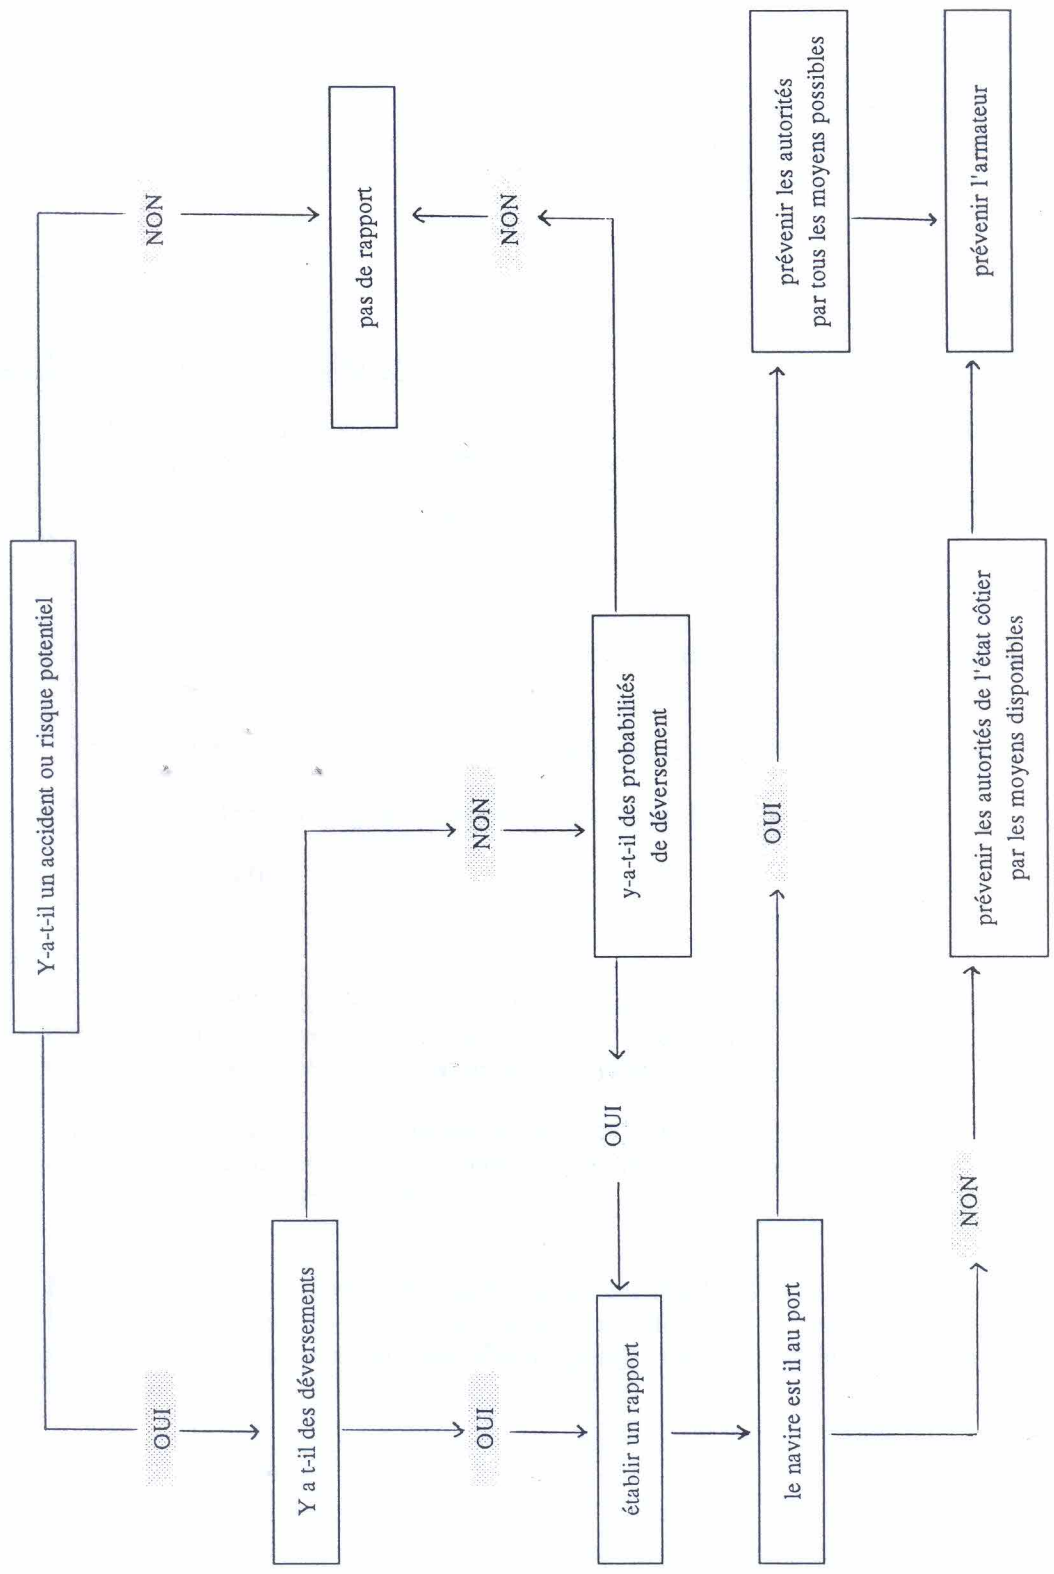 Y-a-t-il un accident ou risque potentiel
OUI
NON
Y a t-il des déversements
pas de rapport
OUI
NON
NON
établir un rapport
OUI
y-a-t-il des probabilités
de déversement
le navire est il au port
OUI
prévenir les autorités
par tous les moyens possibles
NON
prévenir les autorités de l'état côtier
par les moyens disponibles
prévenir l'armateur